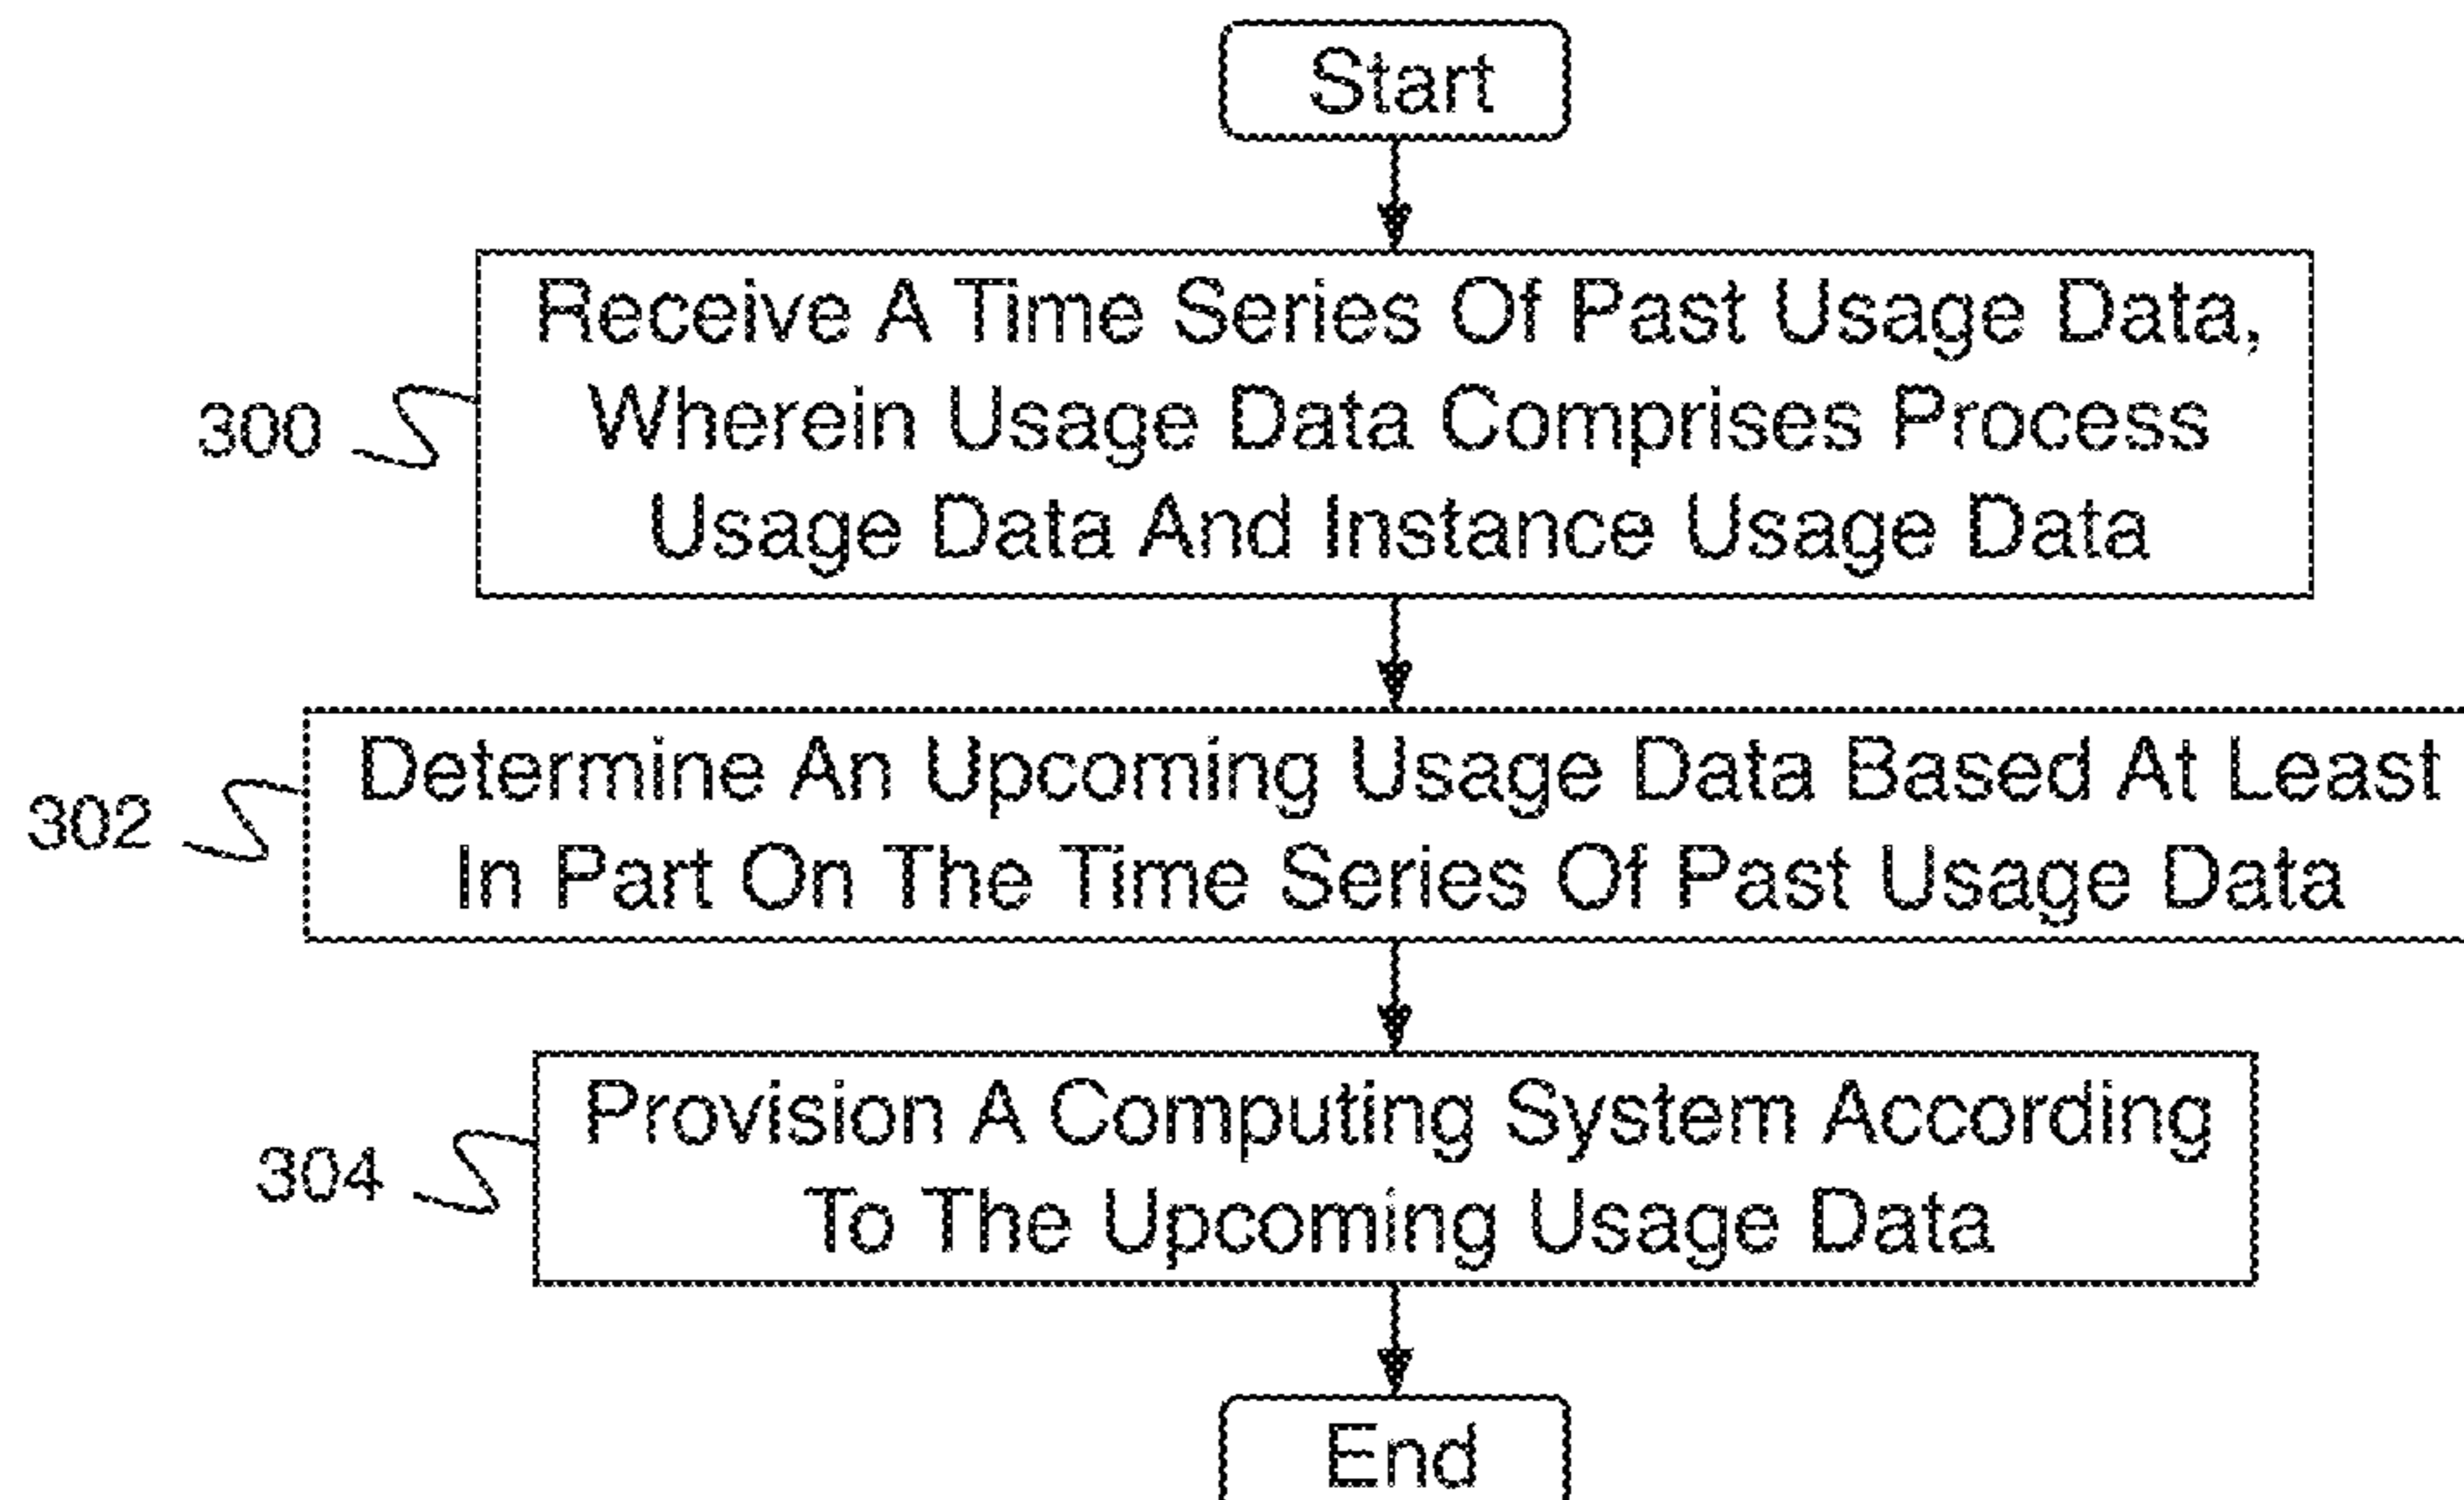 Start
Receive A Time Series Of Past Usage Data,
Wherein Usage Data Comprises Process
300
Usage Data And Instance Usage Data
Determine An Upcoming Usage Data Based At Least
302
In Part On The Time Series Of Past Usage Data
Provision A Computing System According
304
To The Upcoming Usage Data
End